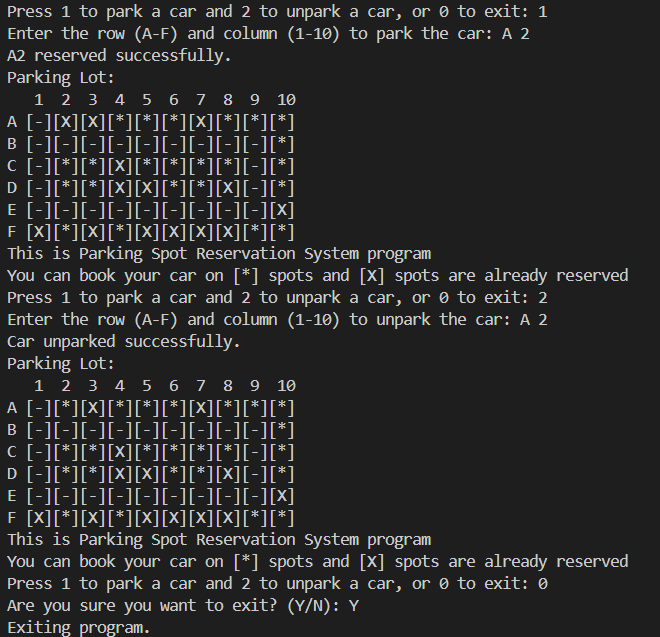 Press 1 to park a car and 2 to unpark a car, or 0 to exit: 1
Enter the row (A-F) and column (1-10) to park the car: A 2
A2 reserved successfully.
Parking Lot:
   1  2  3  4  5  6  7  8  9  10
A [-][X][X][*][*][*][X][*][*][*]
B [-][-][-][-][-][-][-][-][-][*]
C [-][*][*][X][*][*][*][*][-][*]
D [-][*][*][X][X][*][*][X][-][*]
E [-][-][-][-][-][-][-][-][-][X]
F [X][*][X][*][X][X][X][X][*][*]
This is Parking Spot Reservation System program
You can book your car on [*] spots and [X] spots are already reserved
Press 1 to park a car and 2 to unpark a car, or 0 to exit: 2
Enter the row (A-F) and column (1-10) to unpark the car: A 2
Car unparked successfully.
Parking Lot:
   1  2  3  4  5  6  7  8  9  10
A [-][*][X][*][*][*][X][*][*][*]
B [-][-][-][-][-][-][-][-][-][*]
C [-][*][*][X][*][*][*][*][-][*]
D [-][*][*][X][X][*][*][X][-][*]
E [-][-][-][-][-][-][-][-][-][X]
F [X][*][X][*][X][X][X][X][*][*]
This is Parking Spot Reservation System program
You can book your car on [*] spots and [X] spots are already reserved
Press 1 to park a car and 2 to unpark a car, or 0 to exit: 0
Are you sure you want to exit? (Y/N): Y
Exiting program.